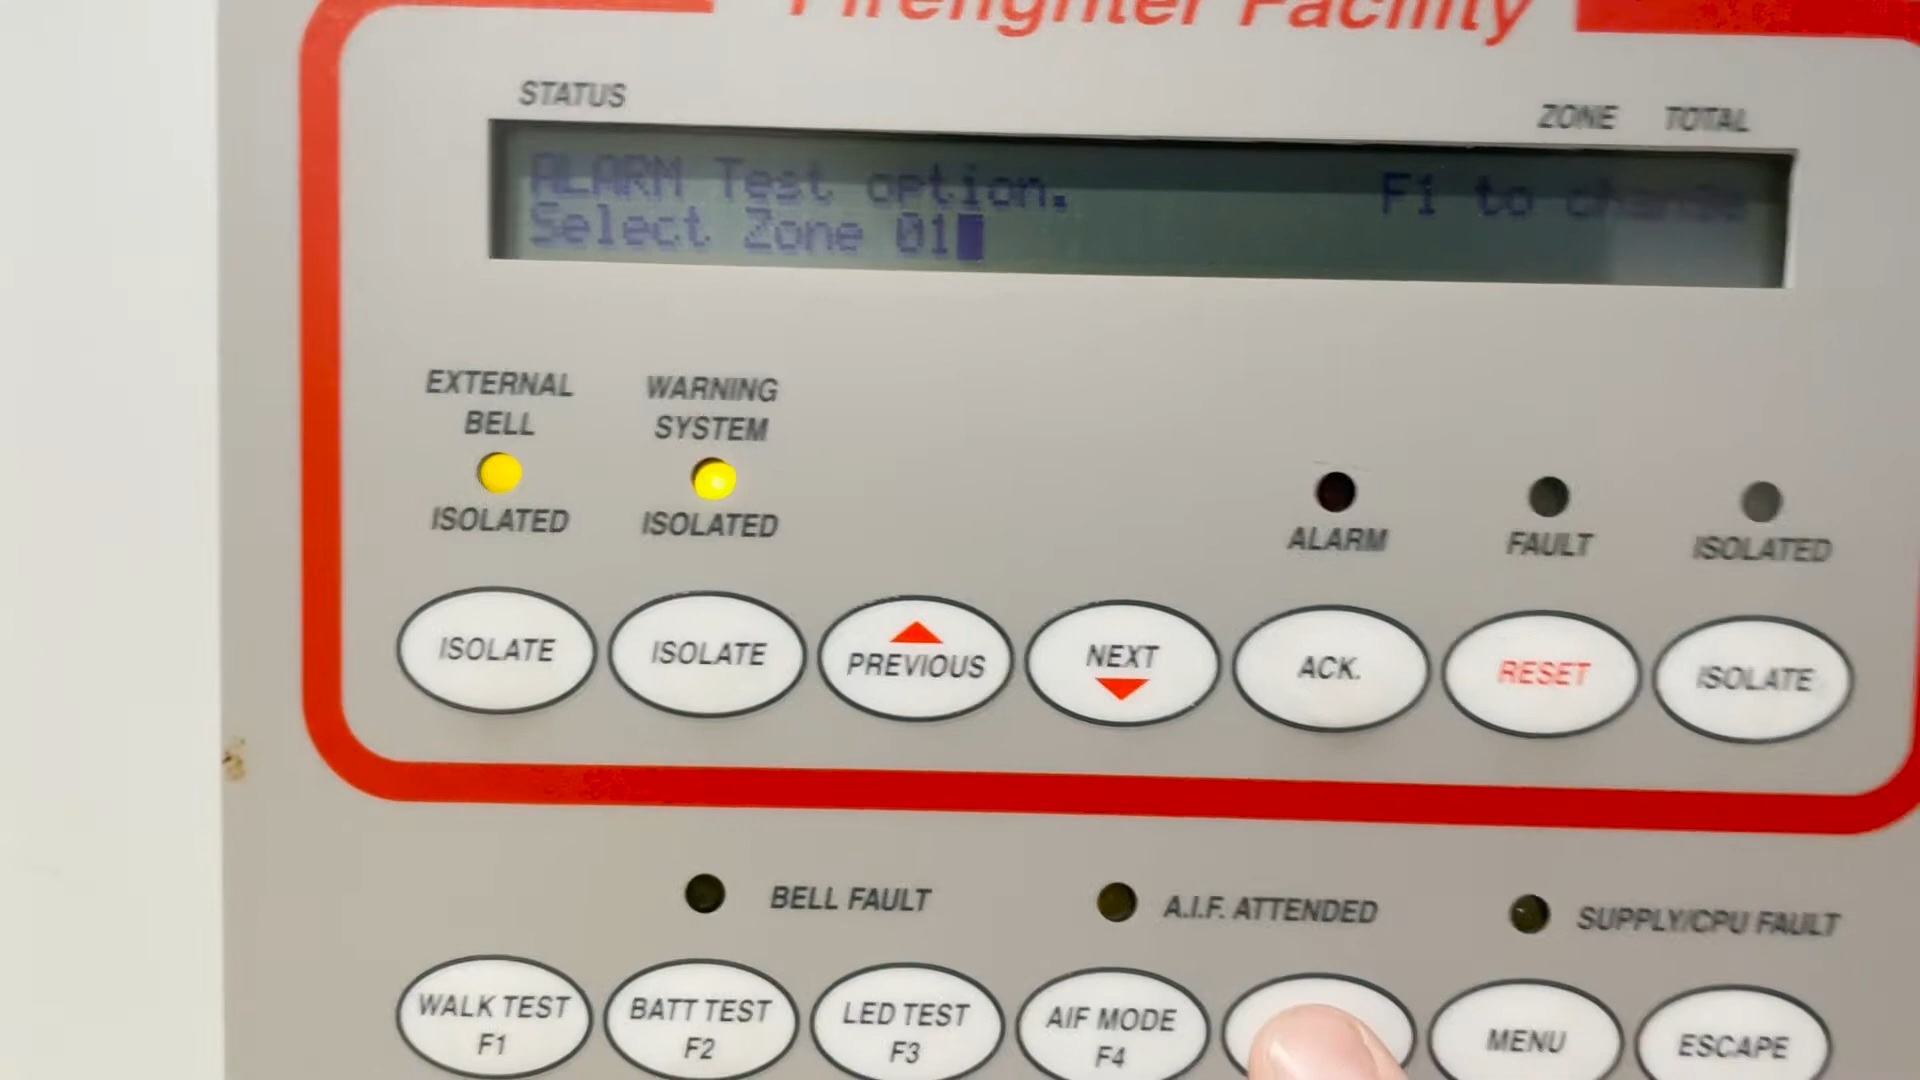 Firefighter Facility
STATUS ZONE TOTAL
ALARM Test option. F1 to change
Select Zone 01
EXTERNAL BELL
WARNING SYSTEM
ISOLATED ISOLATED ALARM FAULT ISOLATED
ISOLATE ISOLATE PREVIOUS NEXT ACK. RESET ISOLATE
BELL FAULT A.I.F. ATTENDED SUPPLY/CPU FAULT
WALK TEST F1
BATT TEST F2
LED TEST F3
AIF MODE F4
MENU
ESCAPE